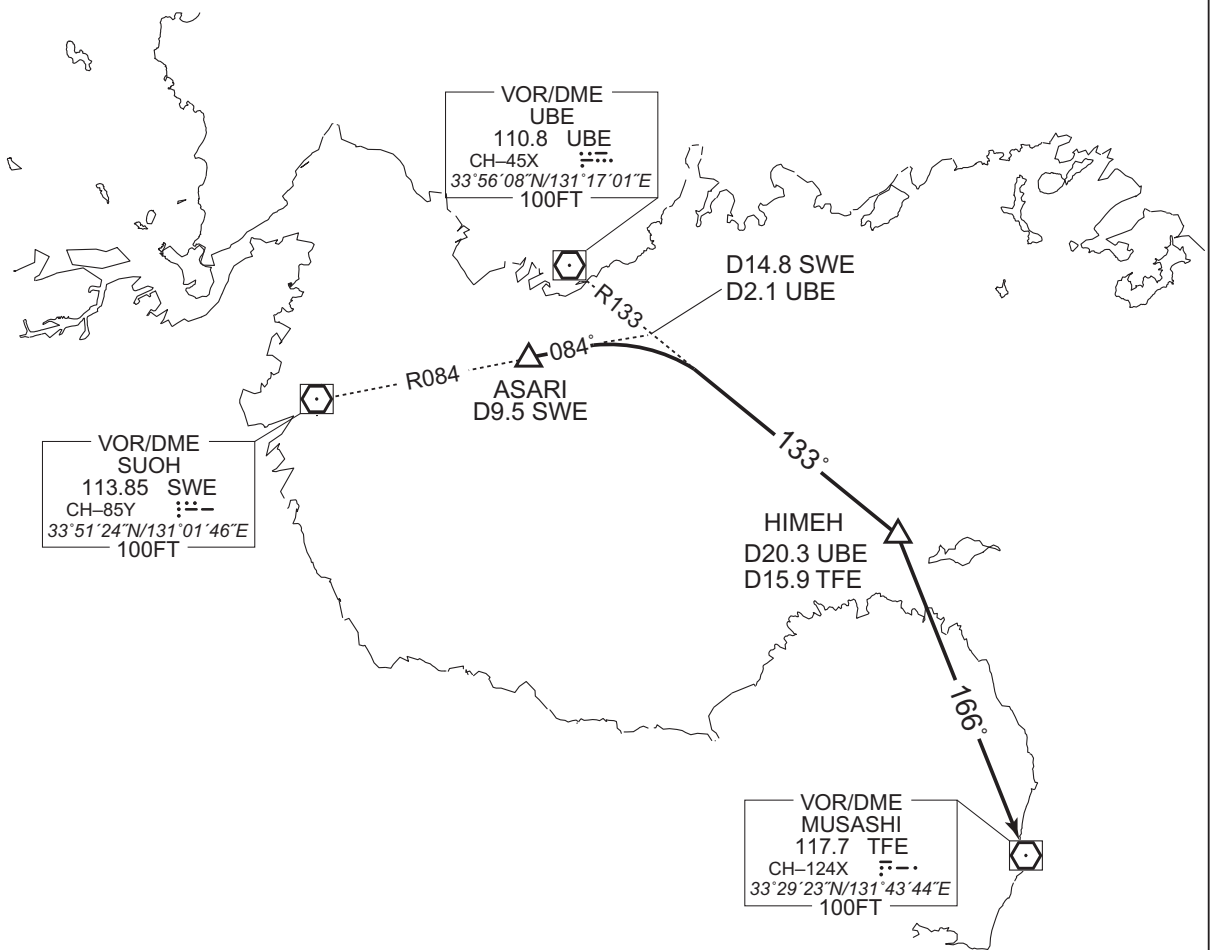 VOR/DME
UBE
110.8 UBE
CH–45X
33°56´08˝N/131°17´01˝E
100FT
D14.8 SWE
D2.1 UBE
R133
084°
R084
ASARI
D9.5 SWE
VOR/DME
SUOH
113.85 SWE
CH–85Y
33°51´24˝N/131°01´46˝E
100FT
133°
HIMEH
D20.3 UBE
D15.9 TFE
166°
VOR/DME
MUSASHI
117.7 TFE
CH–124X
33°29´23˝N/131°43´44˝E
100FT